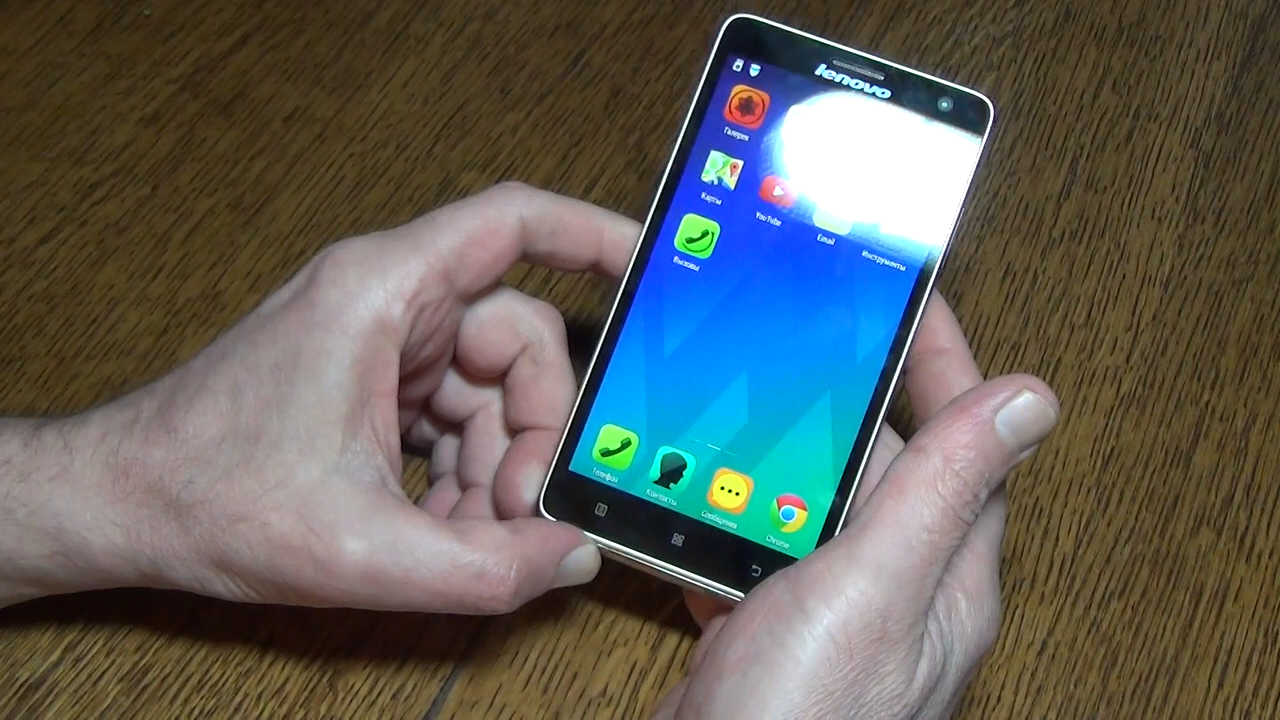 lenovo
Галерея
Карты
YouTube
Email
Инструменты
Вызовы
Телефон
Контакты
Сообщения
Chrome